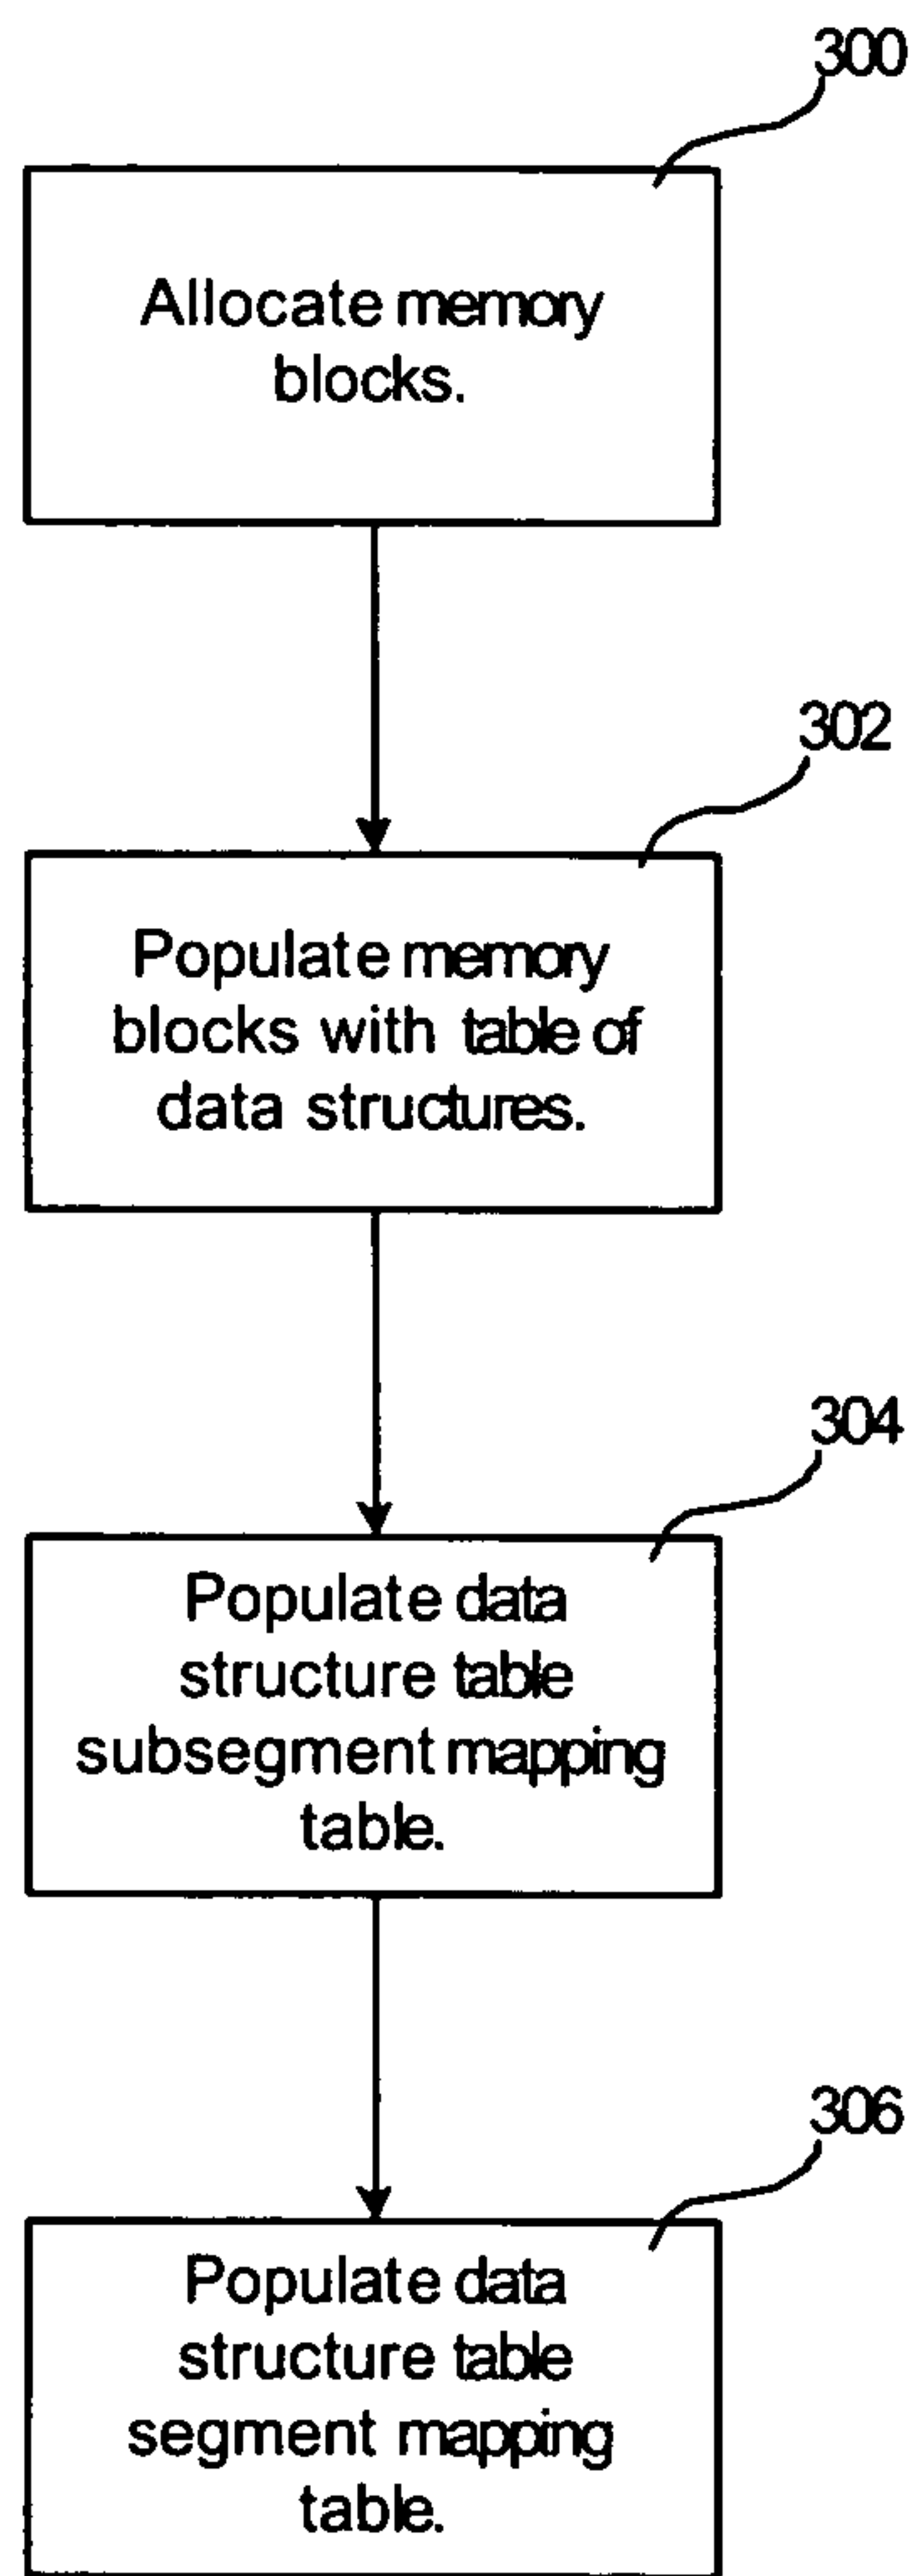 300
Allocate memory
blocks.
302
Populate memory
blocks with table of
data structures.
304
Populate data
structure table
subsegment mapping
table.
306
Populate data
structure table
segment mapping
table.